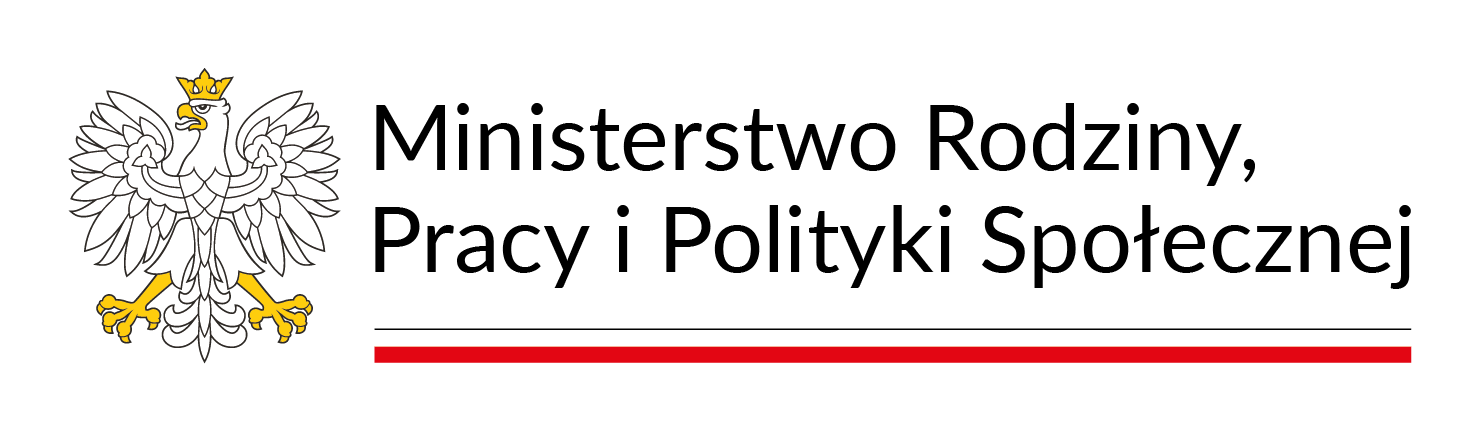 Ministerstwo Rodziny,
Pracy i Polityki Społecznej